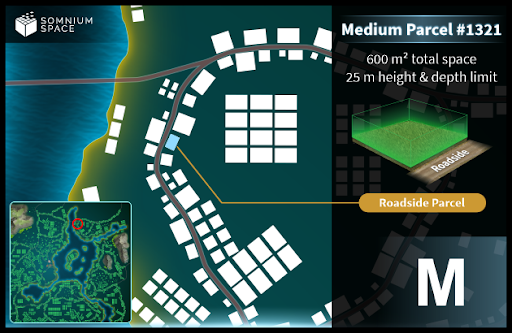 SOMNIUM
SPACE
Medium Parcel #1321
600 m² total space
25 m height & depth limit
Roadside
Roadside Parcel
M